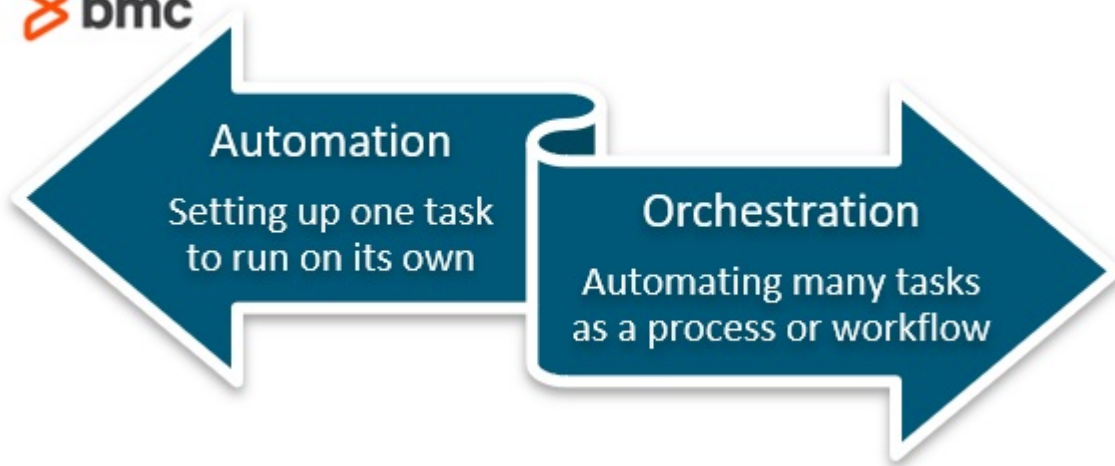 bmc
Automation
Setting up one task
to run on its own
Orchestration
Automating many tasks
as a process or workflow